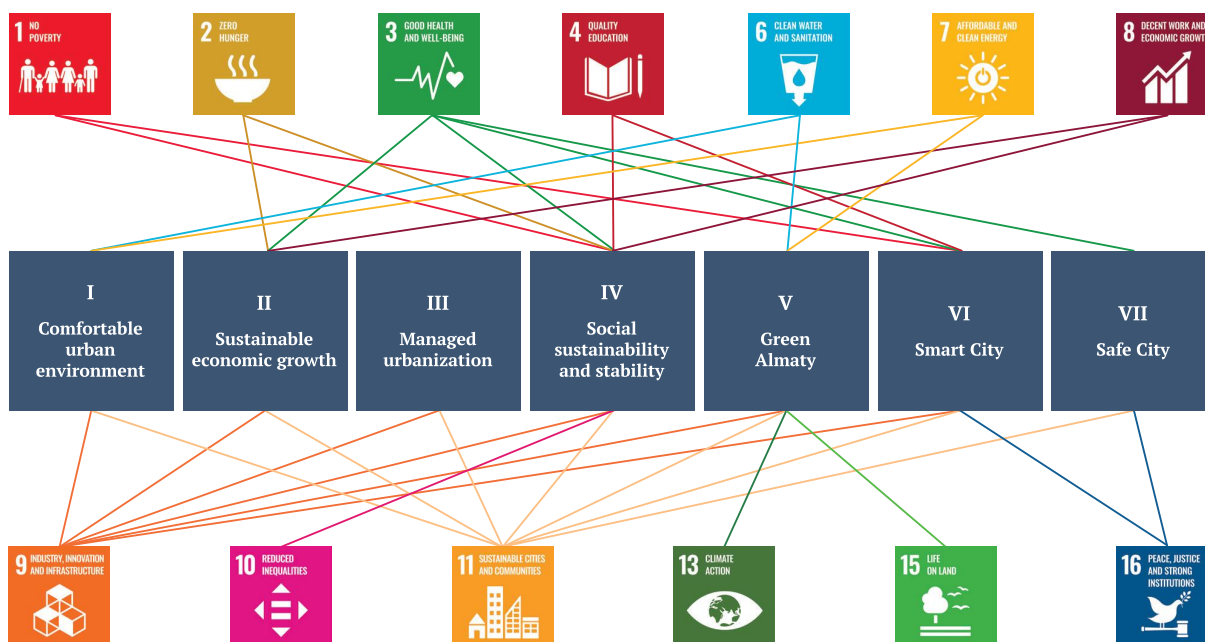 1 NO
POVERTY
2 ZERO
HUNGER
3 GOOD HEALTH
AND WELL-BEING
4 QUALITY
EDUCATION
6 CLEAN WATER
AND SANITATION
7 AFFORDABLE AND
CLEAN ENERGY
8 DECENT WORK AND
ECONOMIC GROWTH
I
Comfortable
urban
environment
II
Sustainable
economic growth
III
Managed
urbanization
IV
Social
sustainability
and stability
V
Green
Almaty
VI
Smart City
VII
Safe City
9 INDUSTRY, INNOVATION
AND INFRASTRUCTURE
10 REDUCED
INEQUALITIES
11 SUSTAINABLE CITIES
AND COMMUNITIES
13 CLIMATE
ACTION
15 LIFE
ON LAND
16 PEACE, JUSTICE
AND STRONG
INSTITUTIONS